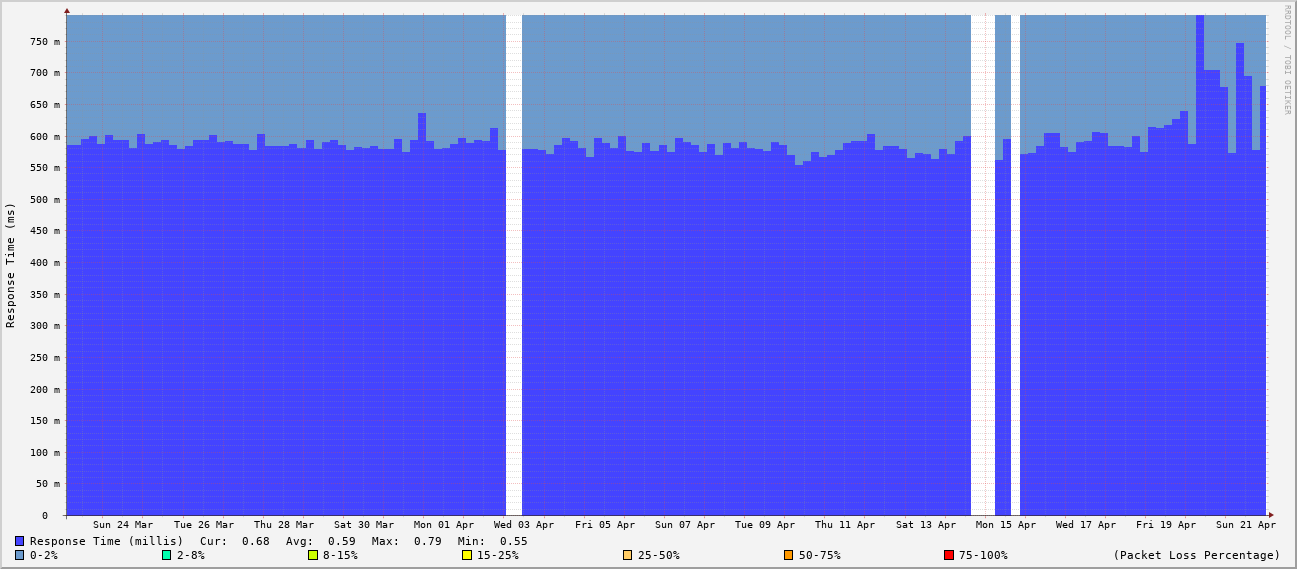 RRDTOOL / TOBI OETIKER
Response Time (ms)
750 m
700 m
650 m
600 m
550 m
500 m
450 m
400 m
350 m
300 m
250 m
200 m
150 m
100 m
50 m
0
Sun 24 Mar Tue 26 Mar Thu 28 Mar Sat 30 Mar Mon 01 Apr Wed 03 Apr Fri 05 Apr Sun 07 Apr Tue 09 Apr Thu 11 Apr Sat 13 Apr Mon 15 Apr Wed 17 Apr Fri 19 Apr Sun 21 Apr
Response Time (millis) Cur: 0.68 Avg: 0.59 Max: 0.79 Min: 0.55
0-2% 2-8% 8-15% 15-25% 25-50% 50-75% 75-100% (Packet Loss Percentage)